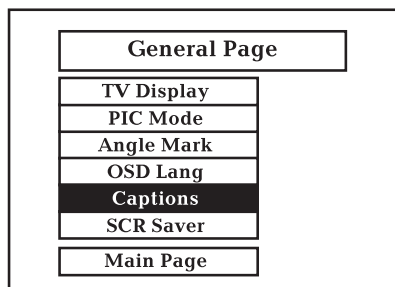 General Page
TV Display
PIC Mode
Angle Mark
OSD Lang
Captions
SCR Saver
Main Page